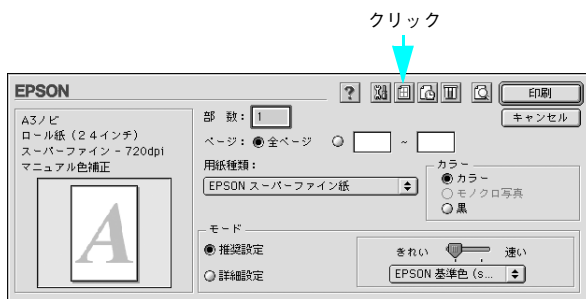 クリック
EPSON
? 印刷
キャンセル
A3ノビ
ロール紙（24インチ）
スーパーファイン - 720dpi
マニュアル色補正
A
部 数: 1
ページ: 全ページ ~
用紙種類:
EPSON スーパーファイン紙
カラー
カラー
モノクロ写真
黒
モード
推奨設定
詳細設定
きれい 速い
EPSON 基準色 (s...